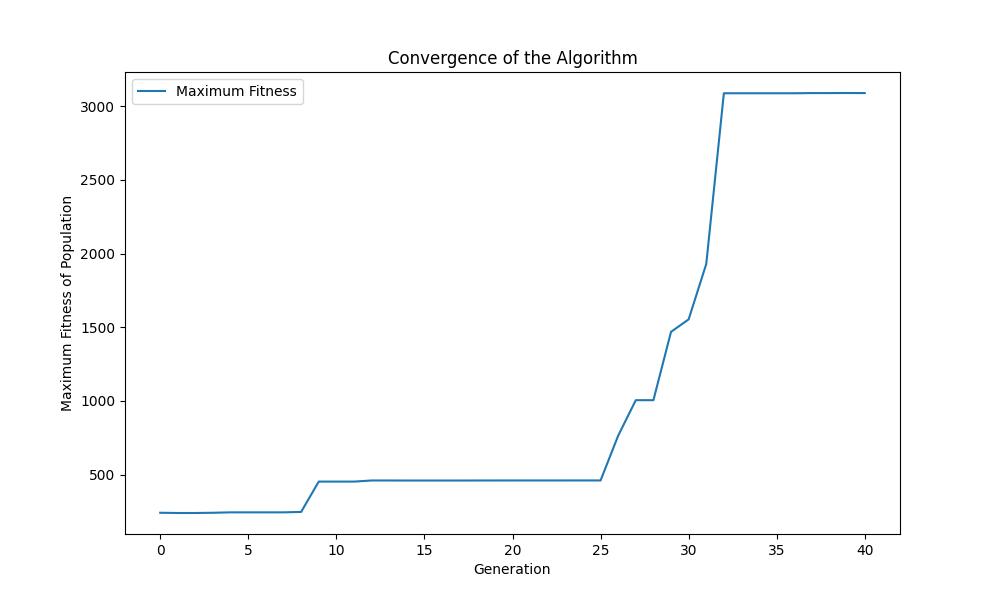 Convergence of the Algorithm
Maximum Fitness
Maximum Fitness of Population
3000
2500
2000
1500
1000
500
0 5 10 15 20 25 30 35 40
Generation